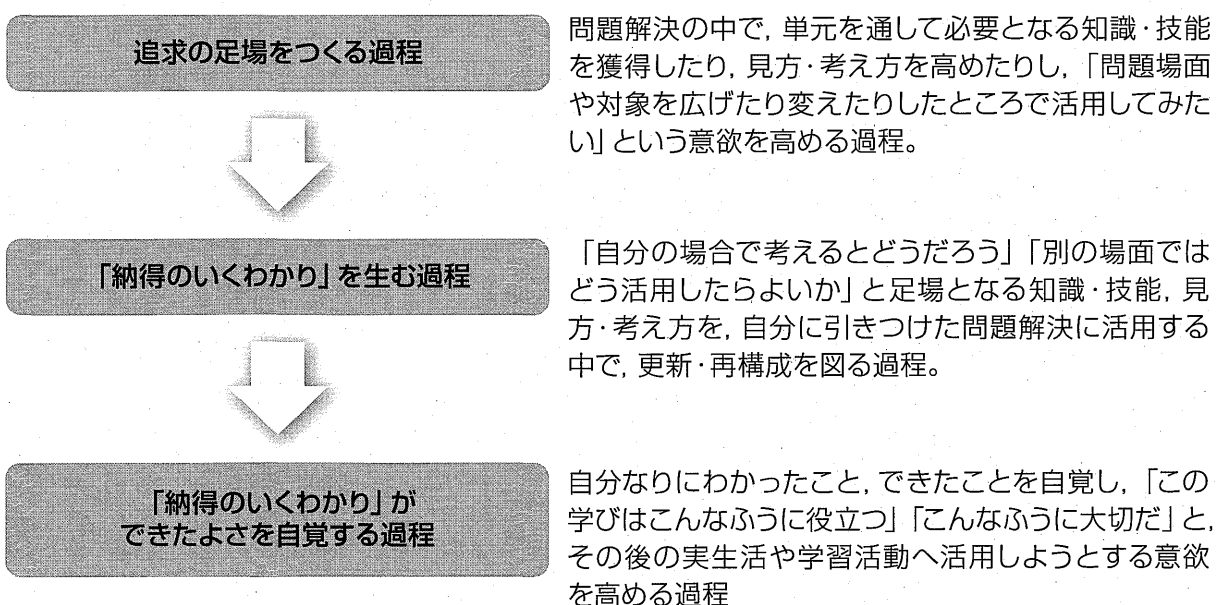 追求の足場をつくる過程
問題解決の中で, 単元を通して必要となる知識・技能
を獲得したり, 見方・考え方を高めたりし, 「問題場面
や対象を広げたり変えたりしたところで活用してみた
い」という意欲を高める過程。
「納得のいくわかり」を生む過程
「自分の場合で考えるとどうだろう」「別の場面では
どう活用したらよいか」と足場となる知識・技能, 見
方・考え方を, 自分に引きつけた問題解決に活用する
中で, 更新・再構成を図る過程。
「納得のいくわかり」が
できたよさを自覚する過程
自分なりにわかったこと, できたことを自覚し, 「この
学びはこんなふうに役立つ」「こんなふうに大切だ」と,
その後の実生活や学習活動へ活用しようとする意欲
を高める過程